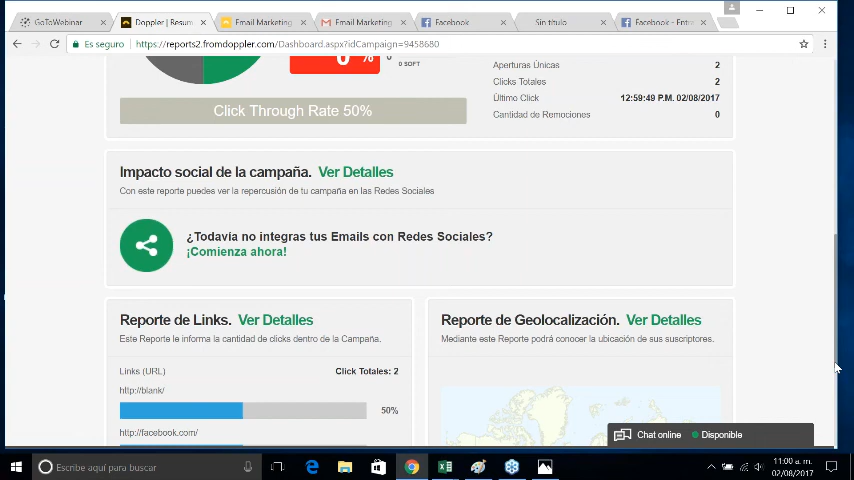 GoToWebinar
Doppler | Resum
Email Marketing
Email Marketing
Facebook
Sin título
Facebook - Entr
Es seguro
https://reports2.fromdoppler.com/Dashboard.aspx?idCampaign=9458680
0 %
0
0 SOFT
Click Through Rate 50%
Aperturas Únicas 2
Clicks Totales 2
Último Click 12:59:49 P.M. 02/08/2017
Cantidad de Remociones 0
Impacto social de la campaña. Ver Detalles
Con este reporte puedes ver la repercusión de tu campaña en las Redes Sociales
¿Todavía no integras tus Emails con Redes Sociales?
¡Comienza ahora!
Reporte de Links. Ver Detalles
Este Reporte le informa la cantidad de clicks dentro de la Campaña.
Links (URL) Click Totales: 2
http://blank/
50%
http://facebook.com/
Reporte de Geolocalización. Ver Detalles
Mediante este Reporte podrá conocer la ubicación de sus suscriptores.
Chat online Disponible
Escribe aquí para buscar
11:00 a. m.
02/08/2017